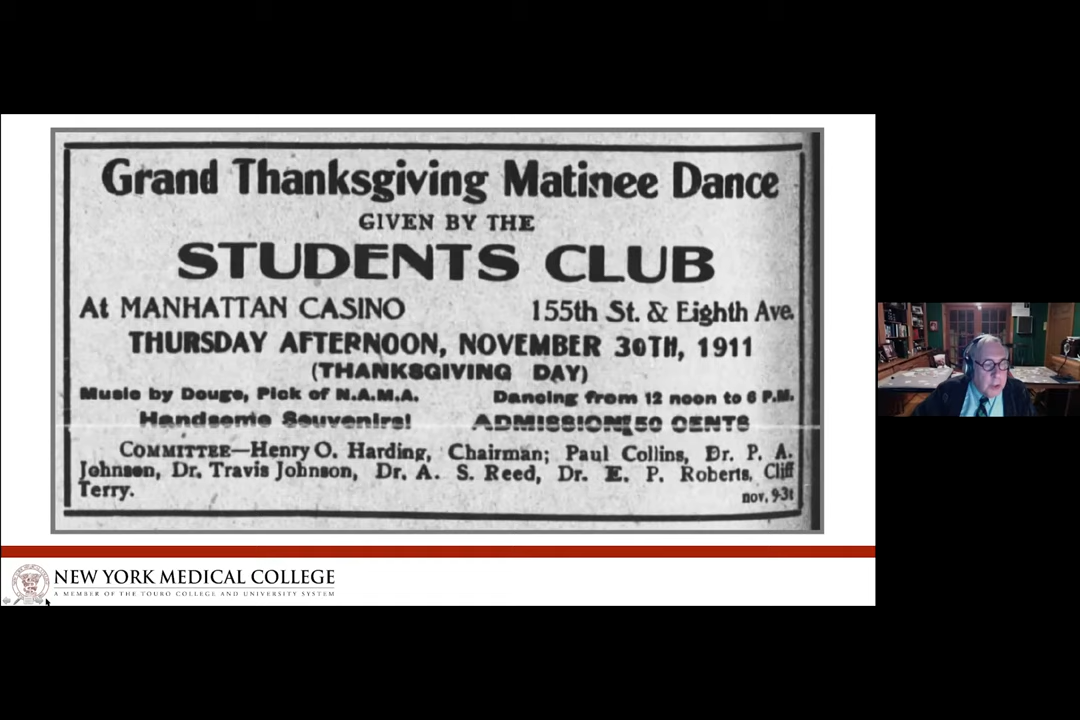 Grand Thanksgiving Matinee Dance
GIVEN BY THE
STUDENTS CLUB
At MANHATTAN CASINO 155th St. & Eighth Ave.
THURSDAY AFTERNOON, NOVEMBER 30TH, 1911
(THANKSGIVING DAY)
Music by Dougs, Pick of N.A.M.A. Dancing from 12 noon to 6 P.M.
Handsome Souvenirs! ADMISSION 50 CENTS
COMMITTEE—Henry O. Harding, Chairman; Paul Collins, Dr. P. A.
Johnson, Dr. Travis Johnson, Dr. A. S. Reed, Dr. E. P. Roberts, Cliff
Terry.
nov, 9-3t
NEW YORK MEDICAL COLLEGE
A MEMBER OF THE TOURO COLLEGE AND UNIVERSITY SYSTEM